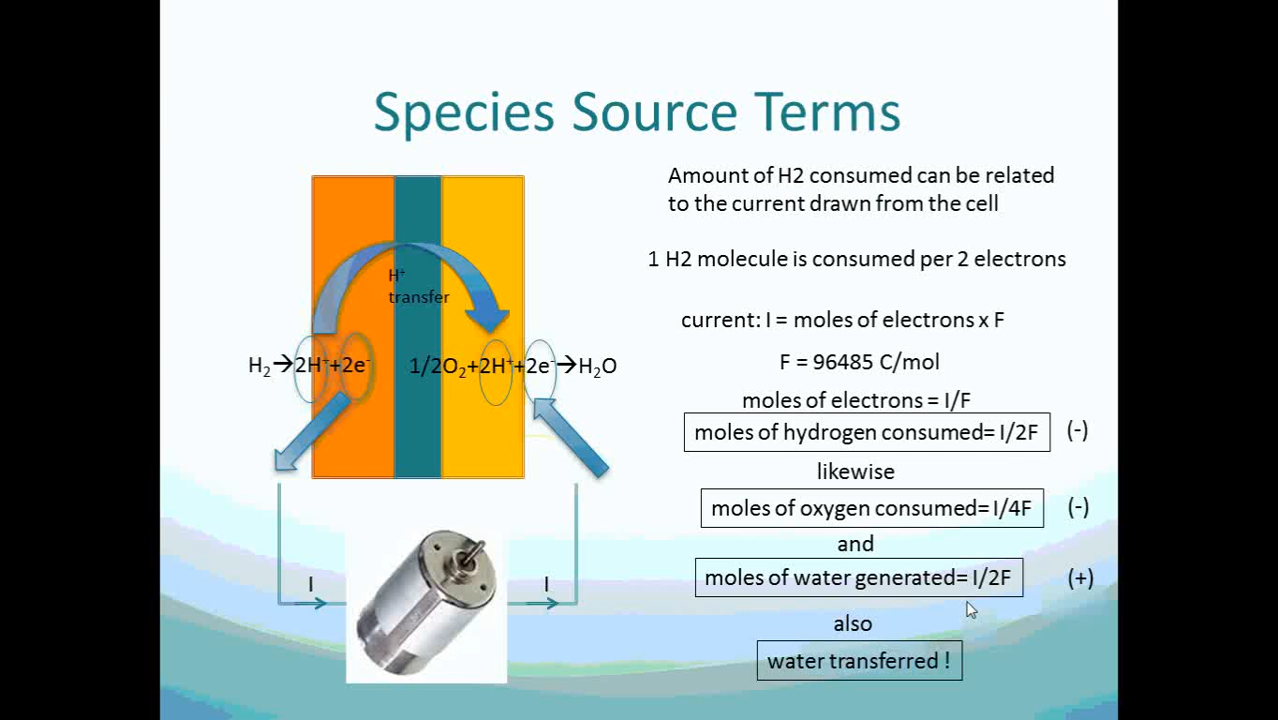 Species Source Terms
Amount of H2 consumed can be related
to the current drawn from the cell
1 H2 molecule is consumed per 2 electrons
H⁺
transfer
current: I = moles of electrons x F
H₂→2H⁺+2e⁻
1/2O₂+2H⁺+2e⁻→H₂O
F = 96485 C/mol
moles of electrons = I/F
moles of hydrogen consumed= I/2F (-)
likewise
moles of oxygen consumed= I/4F (-)
and
moles of water generated= I/2F (+)
I
I
also
water transferred !